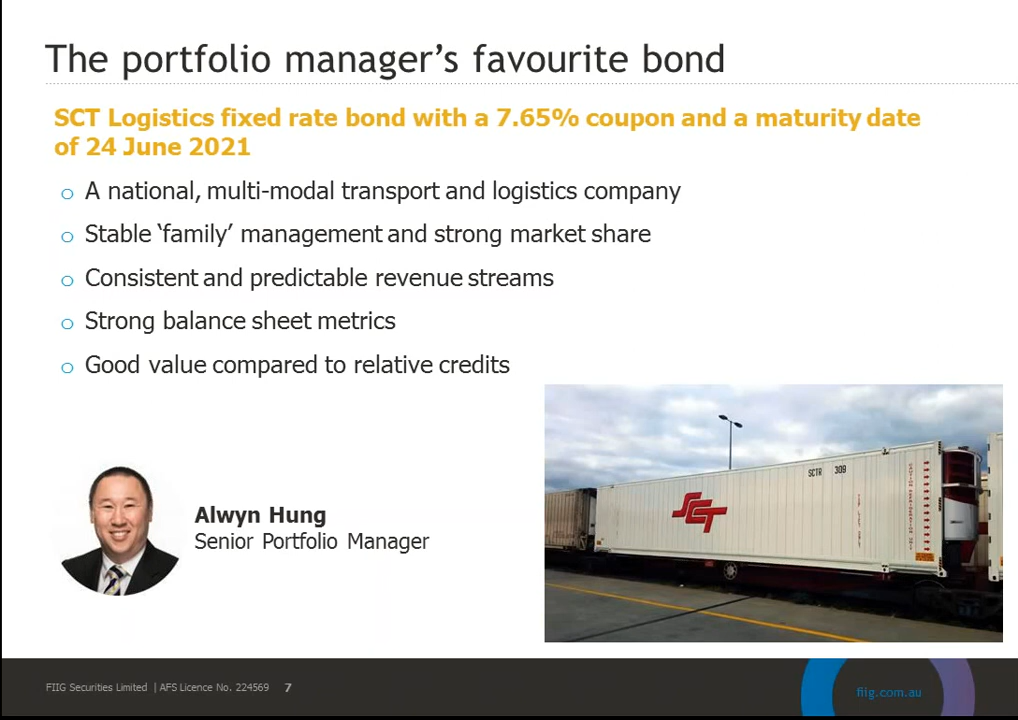 The portfolio manager's favourite bond
SCT Logistics fixed rate bond with a 7.65% coupon and a maturity date
of 24 June 2021
o A national, multi-modal transport and logistics company
o Stable ‘family’ management and strong market share
o Consistent and predictable revenue streams
o Strong balance sheet metrics
o Good value compared to relative credits
SCTR 309
SCT
Alwyn Hung
Senior Portfolio Manager
FIIG Securities Limited | AFS Licence No. 224569 7
fiig.com.au